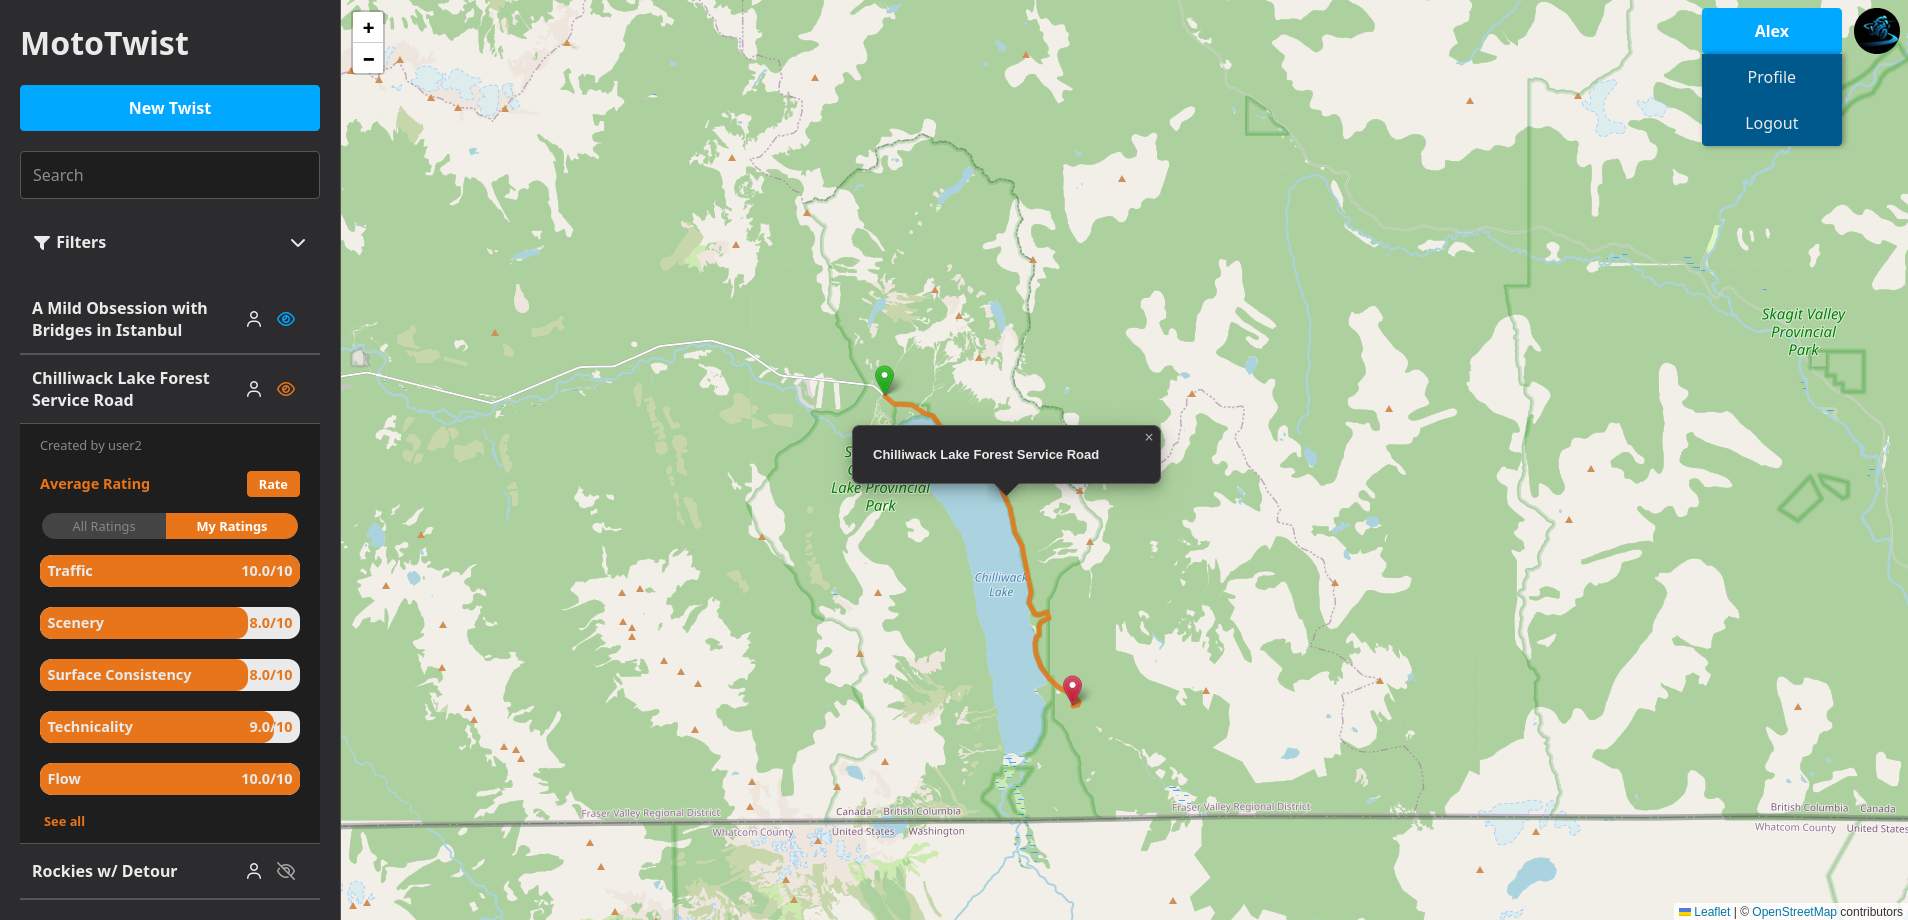 MotoTwist
New Twist
Search
Filters
A Mild Obsession with
Bridges in Istanbul
Chilliwack Lake Forest
Service Road
Created by user2
Average Rating
Rate
All Ratings
My Ratings
Traffic 10.0/10
Scenery 8.0/10
Surface Consistency 8.0/10
Technicality 9.0/10
Flow 10.0/10
See all
Rockies w/ Detour
+
−
Alex
Profile
Logout
Skagit Valley
Provincial
Park
×
Chilliwack Lake Forest Service Road
Lake Provincial
Park
Chilliwack
Lake
Fraser Valley Regional District
Whatcom County
Canada British Columbia
United States Washington
Fraser Valley Regional District
British Columbia Canada
Whatcom County United States
Leaflet | © OpenStreetMap contributors